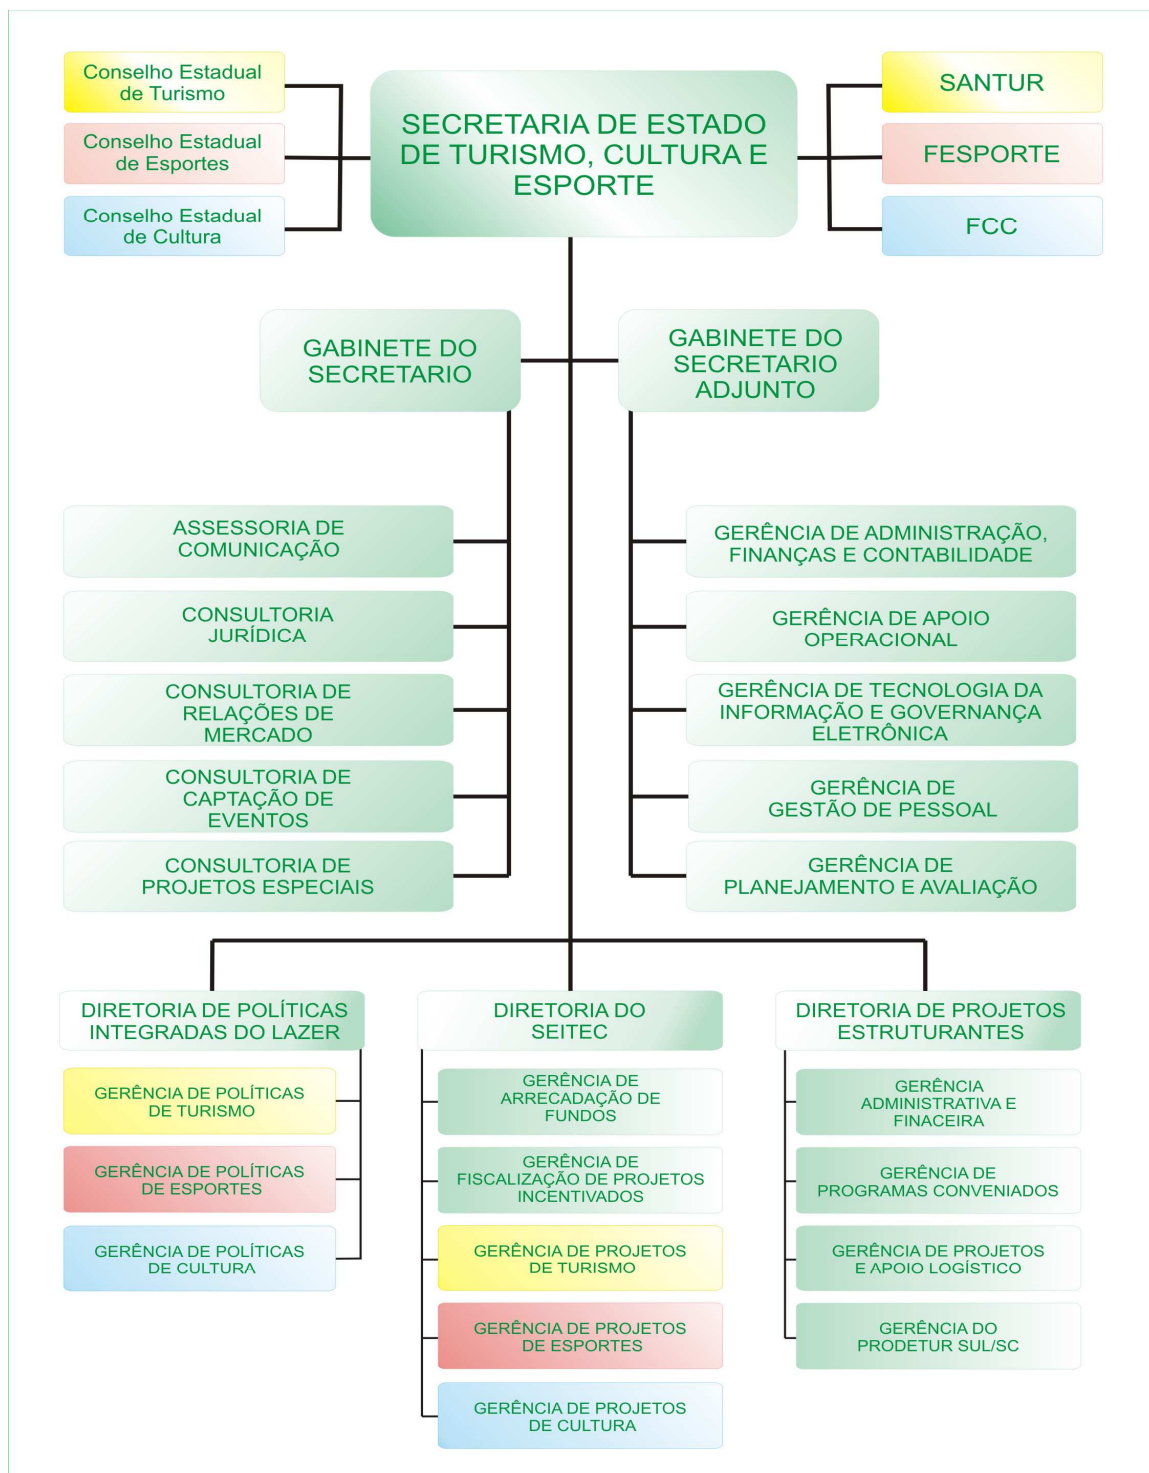 Conselho Estadual
de Turismo
Conselho Estadual
de Esportes
Conselho Estadual
de Cultura
SECRETARIA DE ESTADO
DE TURISMO, CULTURA E
ESPORTE
SANTUR
FESPORTE
FCC
GABINETE DO
SECRETARIO
GABINETE DO
SECRETARIO
ADJUNTO
ASSESSORIA DE
COMUNICAÇÃO
CONSULTORIA
JURÍDICA
CONSULTORIA DE
RELAÇÕES DE
MERCADO
CONSULTORIA DE
CAPTAÇÃO DE
EVENTOS
CONSULTORIA DE
PROJETOS ESPECIAIS
GERÊNCIA DE ADMINISTRAÇÃO,
FINANÇAS E CONTABILIDADE
GERÊNCIA DE APOIO
OPERACIONAL
GERÊNCIA DE TECNOLOGIA DA
INFORMAÇÃO E GOVERNANÇA
ELETRÔNICA
GERÊNCIA DE
GESTÃO DE PESSOAL
GERÊNCIA DE
PLANEJAMENTO E AVALIAÇÃO
DIRETORIA DE POLÍTICAS
INTEGRADAS DO LAZER
GERÊNCIA DE POLÍTICAS
DE TURISMO
GERÊNCIA DE POLÍTICAS
DE ESPORTES
GERÊNCIA DE POLÍTICAS
DE CULTURA
DIRETORIA DO
SEITEC
GERÊNCIA DE
ARRECADAÇÃO DE
FUNDOS
GERÊNCIA DE
FISCALIZAÇÃO DE PROJETOS
INCENTIVADOS
GERÊNCIA DE PROJETOS
DE TURISMO
GERÊNCIA DE PROJETOS
DE ESPORTES
GERÊNCIA DE PROJETOS
DE CULTURA
DIRETORIA DE PROJETOS
ESTRUTURANTES
GERÊNCIA
ADMINISTRATIVA E
FINACEIRA
GERÊNCIA DE
PROGRAMAS CONVENIADOS
GERÊNCIA DE PROJETOS
E APOIO LOGÍSTICO
GERÊNCIA DO
PRODETUR SUL/SC